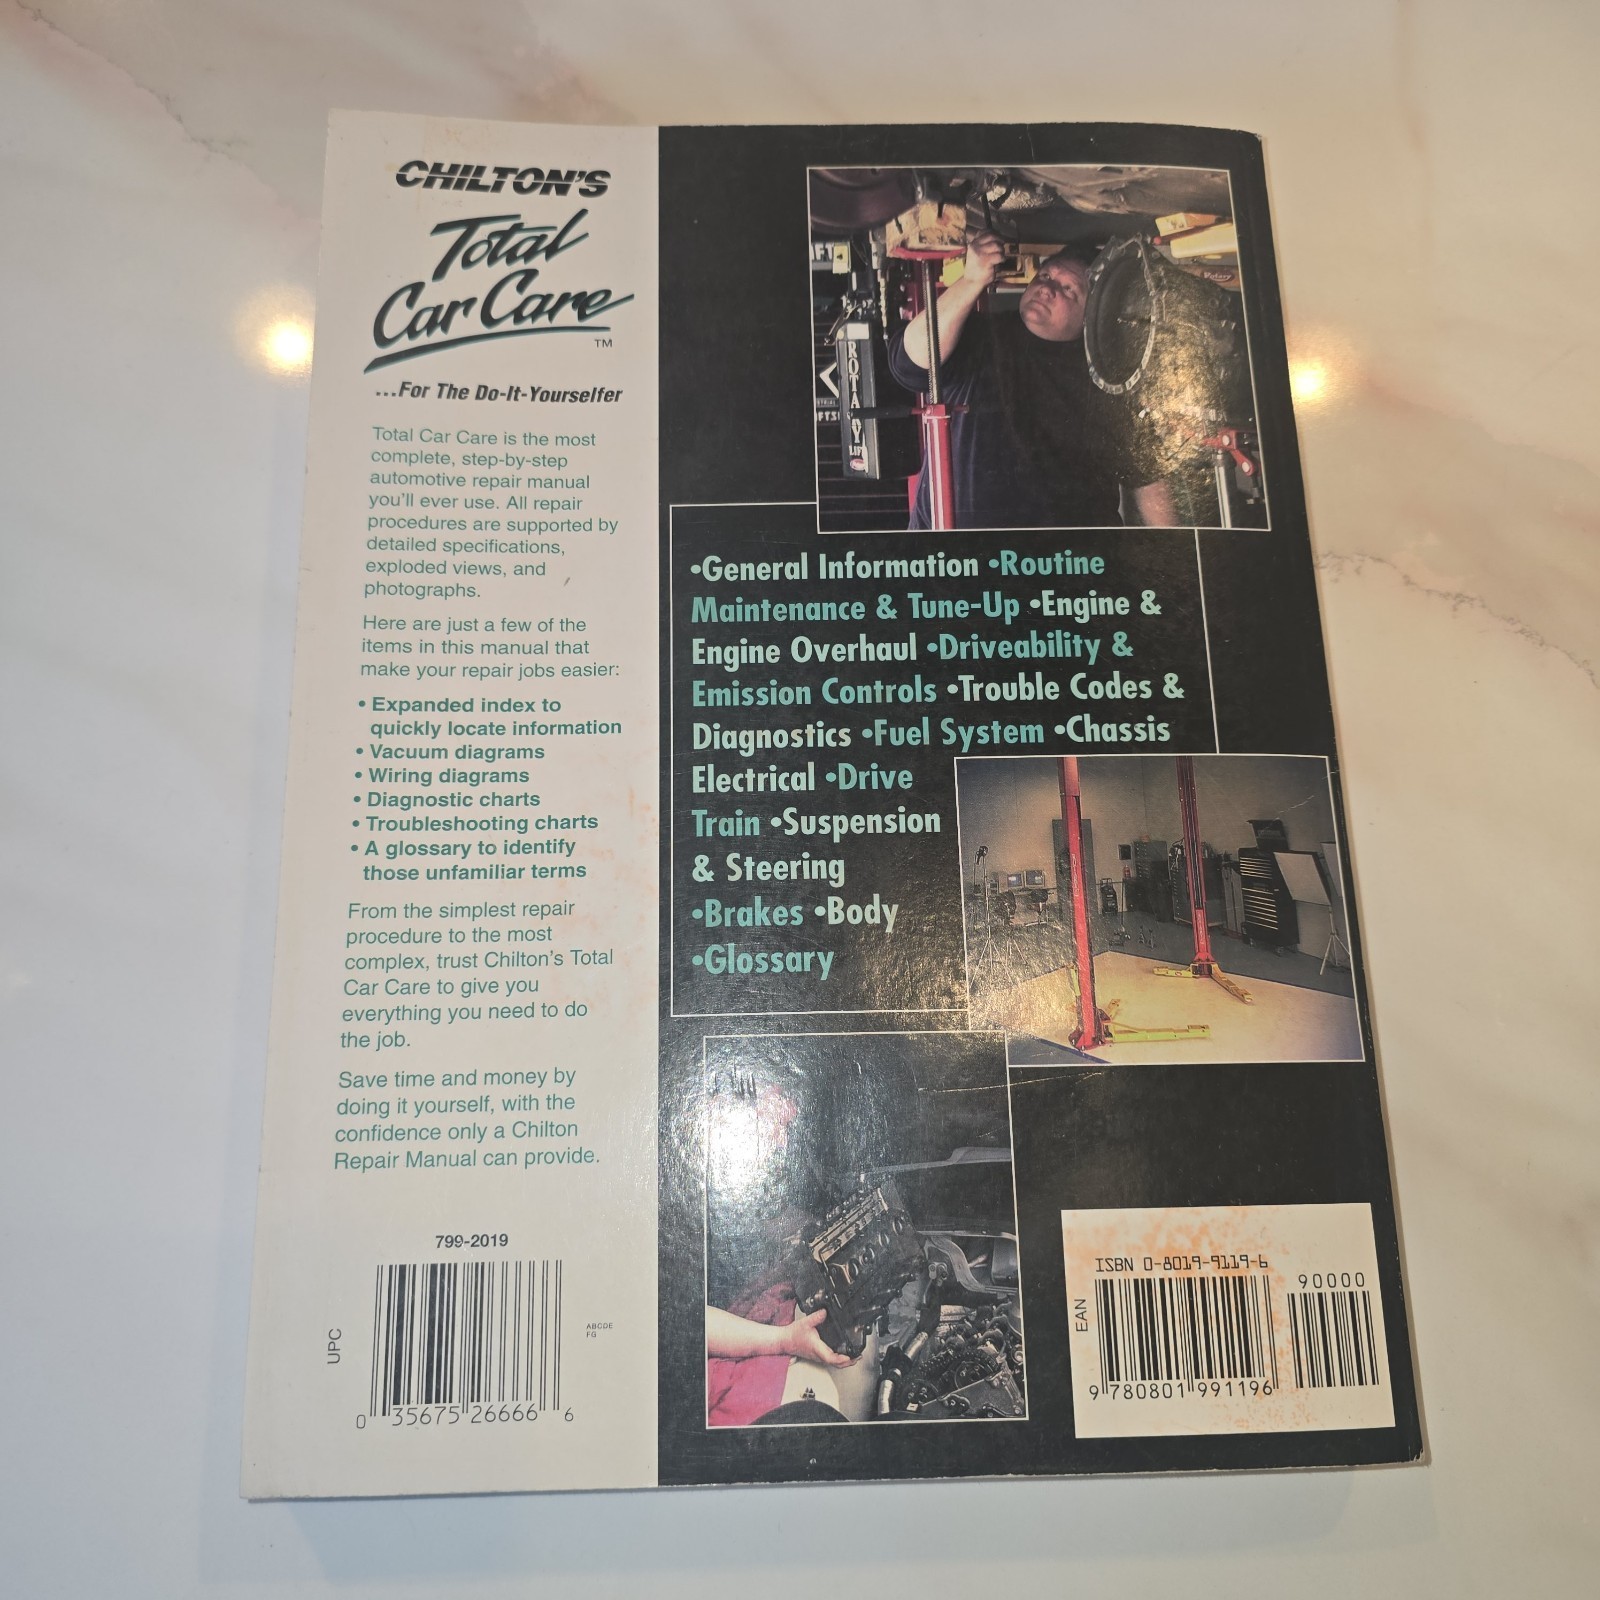 CHILTON'S
Total
Car Care
TM
...For The Do-It-Yourselfer
Total Car Care is the most
complete, step-by-step
automotive repair manual
you'll ever use. All repair
procedures are supported by
detailed specifications,
exploded views, and
photographs.
Here are just a few of the
items in this manual that
make your repair jobs easier:
• Expanded index to
quickly locate information
• Vacuum diagrams
• Wiring diagrams
• Diagnostic charts
• Troubleshooting charts
• A glossary to identify
those unfamiliar terms
From the simplest repair
procedure to the most
complex, trust Chilton's Total
Car Care to give you
everything you need to do
the job.
Save time and money by
doing it yourself, with the
confidence only a Chilton
Repair Manual can provide.
799-2019
UPC
ABCDE
FG
0 35675 26666 6
ROTARY
LIFT
•General Information •Routine
Maintenance & Tune-Up •Engine &
Engine Overhaul •Driveability &
Emission Controls •Trouble Codes &
Diagnostics •Fuel System •Chassis
Electrical •Drive
Train •Suspension
& Steering
•Brakes •Body
•Glossary
ISBN 0-8019-9119-6
90000
EAN
9 780801 991196